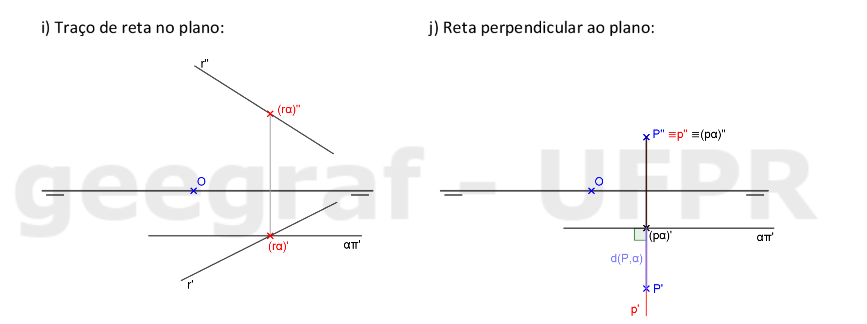 i) Traço de reta no plano:
j) Reta perpendicular ao plano:
r"
(rα)"
O
(rα)'
απ'
r'
P" ≡p" ≡(pα)"
O
(pα)'
απ'
d(P,α)
P'
p'
geegraf - UFPR